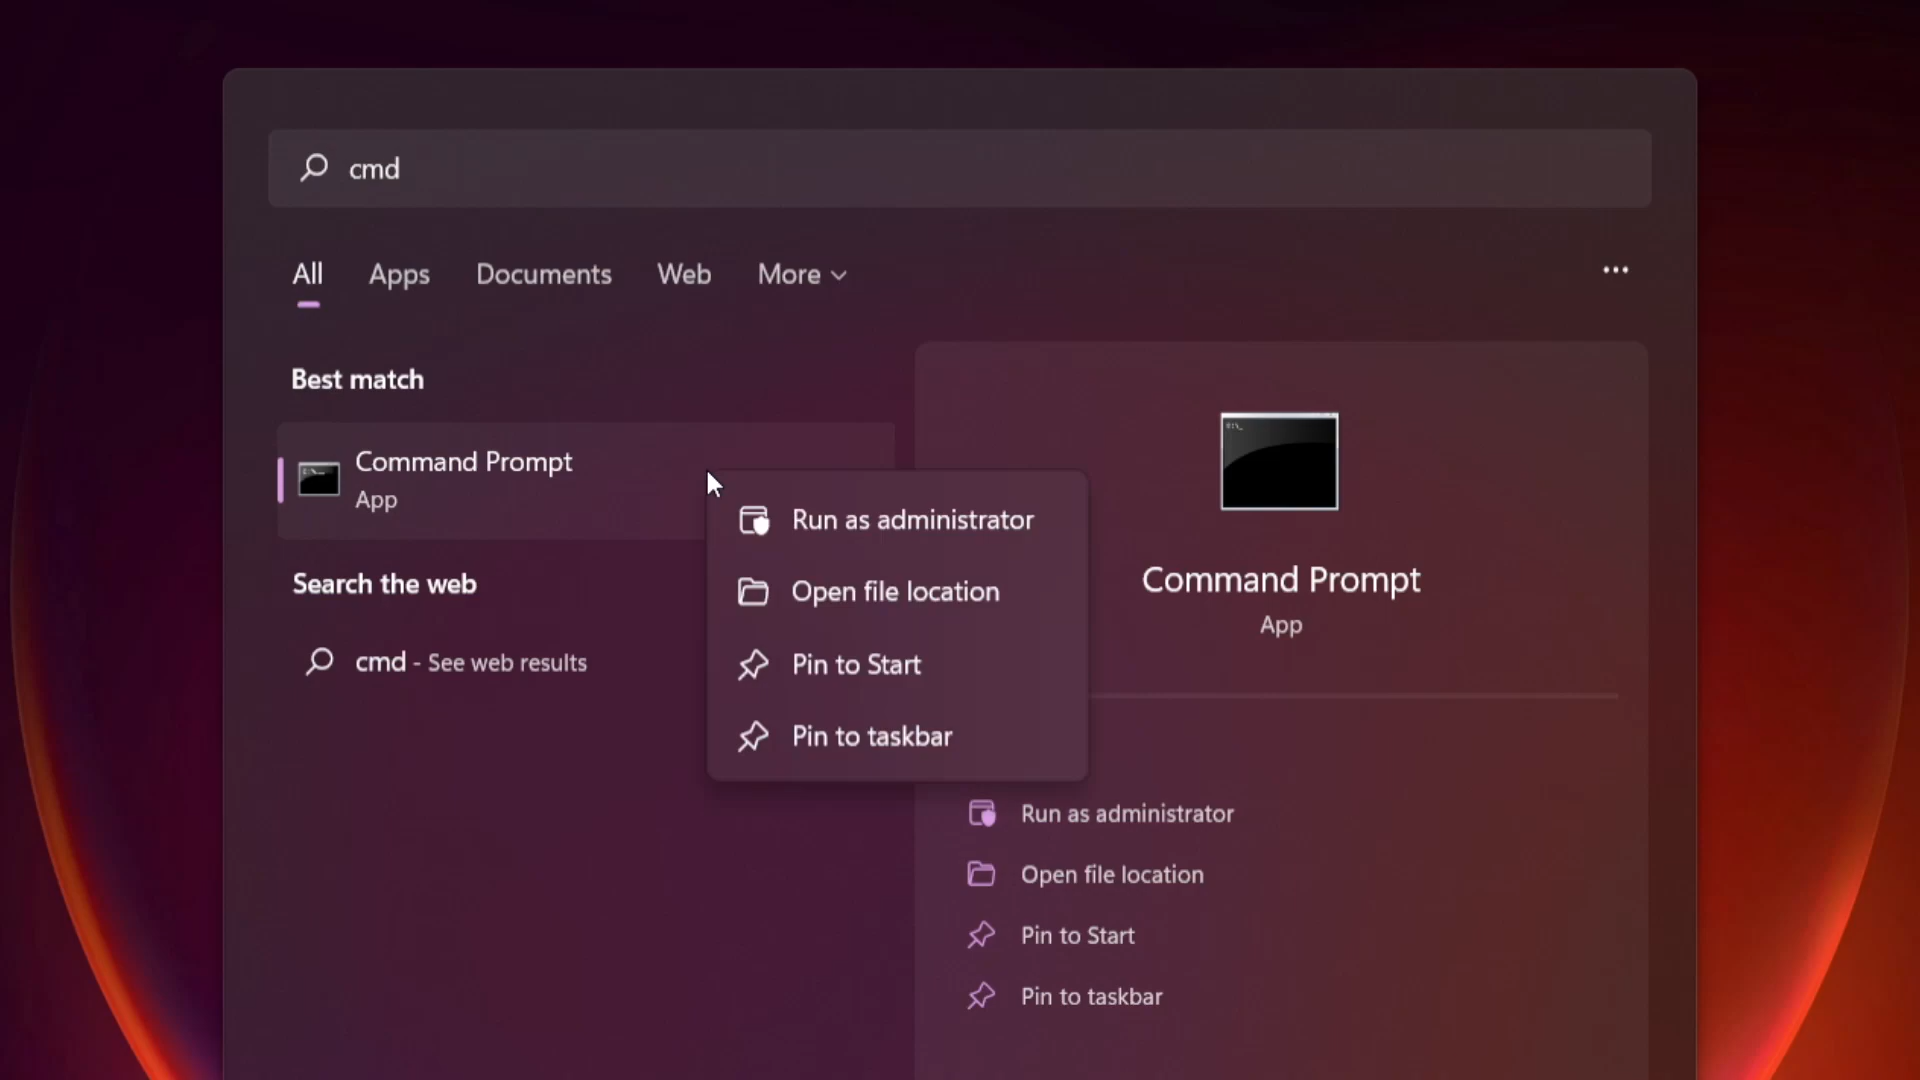 cmd
All Apps Documents Web More
Best match
Command Prompt
App
Search the web
cmd - See web results
Run as administrator
Open file location
Pin to Start
Pin to taskbar
Command Prompt
App
Run as administrator
Open file location
Pin to Start
Pin to taskbar